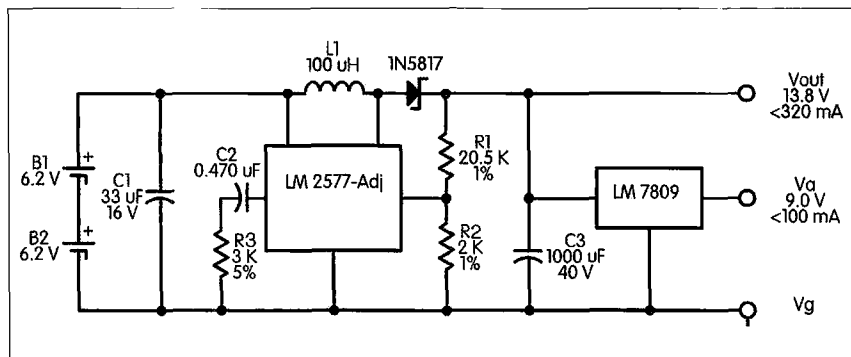 L1
100 uH
1N5817
Vout
13.8 V
<320 mA
B1
6.2 V
+
C1
33 uF
16 V
C2
0.470 uF
LM 2577-Adj
R1
20.5 K
1%
LM 7809
Va
9.0 V
<100 mA
B2
6.2 V
+
R3
3 K
5%
R2
2 K
1%
C3
1000 uF
40 V
Vg